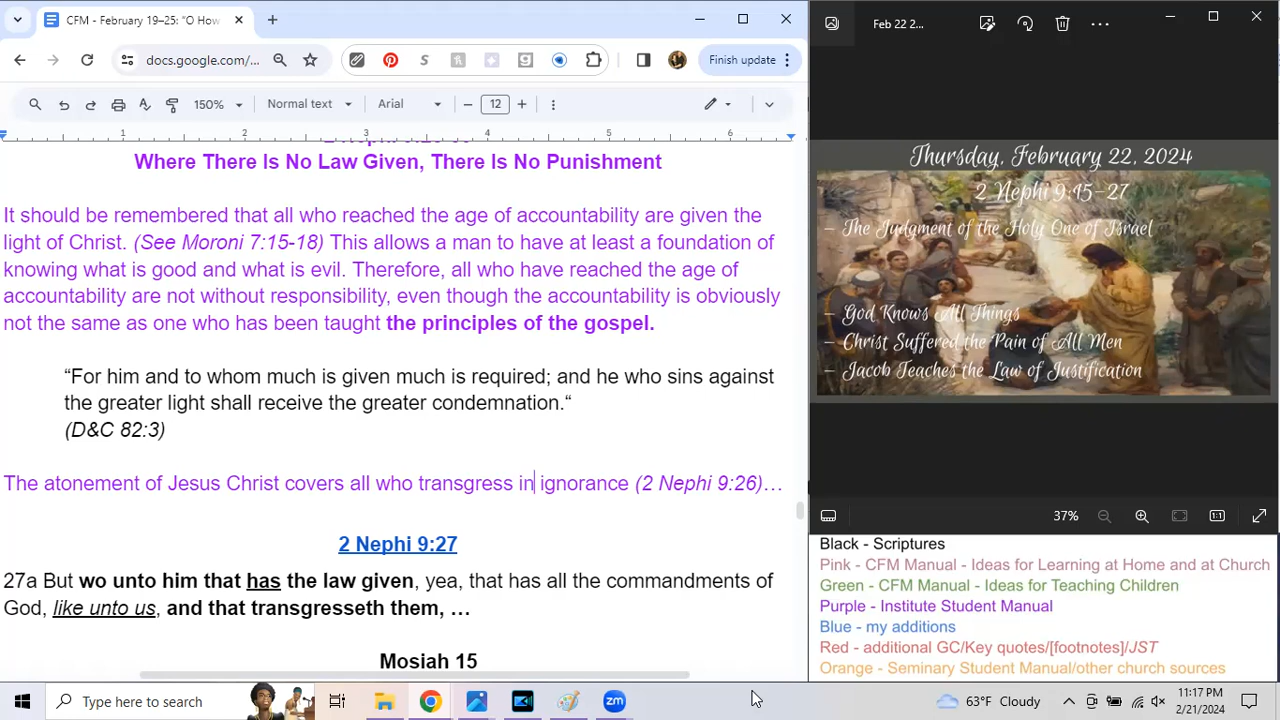 CFM - February 19–25: "O How
Feb 22 2...
docs.google.com/...
Finish update
150%
Normal text
Arial
12
1 2 3 4 5 6
Where There Is No Law Given, There Is No Punishment
It should be remembered that all who reached the age of accountability are given the
light of Christ. (See Moroni 7:15-18) This allows a man to have at least a foundation of
knowing what is good and what is evil. Therefore, all who have reached the age of
accountability are not without responsibility, even though the accountability is obviously
not the same as one who has been taught the principles of the gospel.
“For him and to whom much is given much is required; and he who sins against
the greater light shall receive the greater condemnation.“
(D&C 82:3)
The atonement of Jesus Christ covers all who transgress in ignorance (2 Nephi 9:26)…
2 Nephi 9:27
27a But wo unto him that has the law given, yea, that has all the commandments of
God, like unto us, and that transgresseth them, …
Mosiah 15
Thursday, February 22, 2024
2 Nephi 9:15–27
– The Judgment of the Holy One of Israel
– God Knows All Things
– Christ Suffered the Pain of All Men
– Jacob Teaches the Law of Justification
37%
1:1
Black - Scriptures
Pink - CFM Manual - Ideas for Learning at Home and at Church
Green - CFM Manual - Ideas for Teaching Children
Purple - Institute Student Manual
Blue - my additions
Red - additional GC/Key quotes/[footnotes]/JST
Orange - Seminary Student Manual/other church sources
Type here to search
zm
63°F Cloudy
11:17 PM
2/21/2024